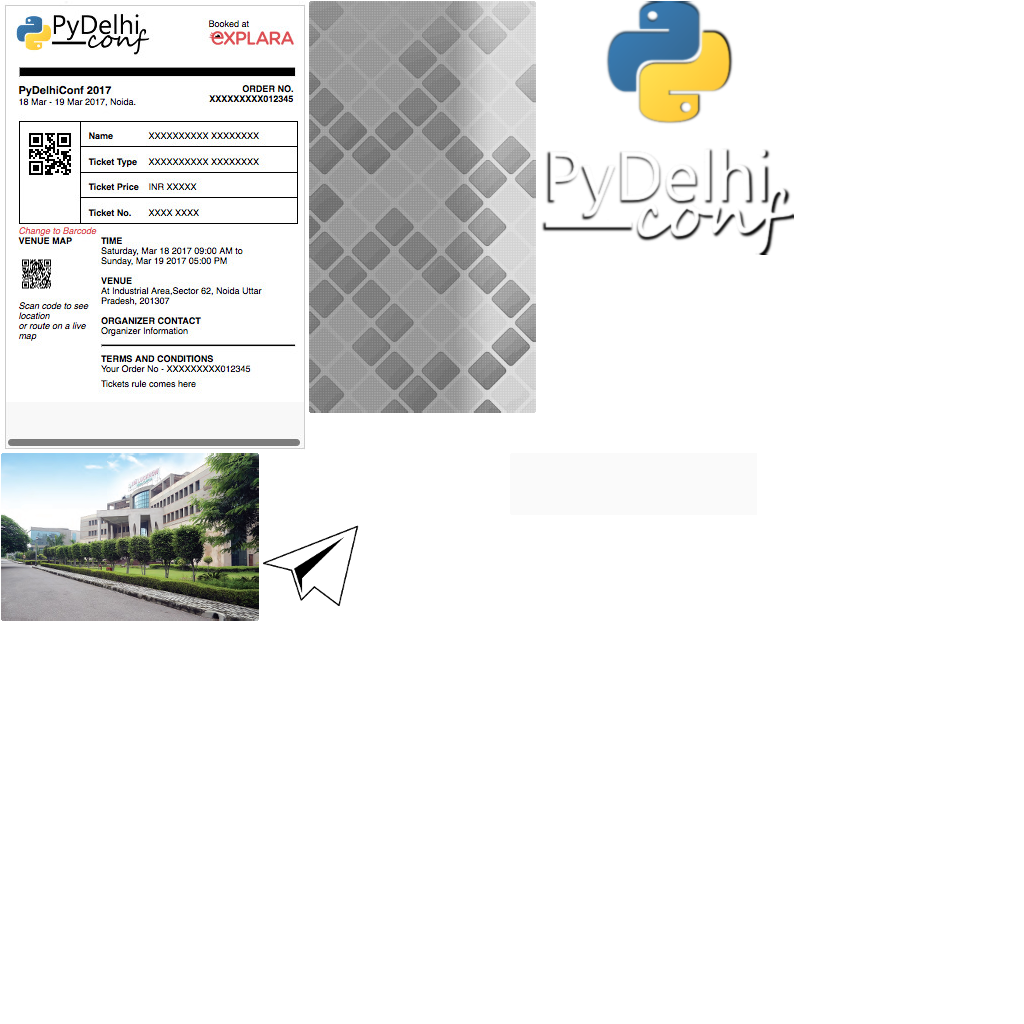 PyDelhi
conf
Booked at
explara
PyDelhiConf 2017
18 Mar - 19 Mar 2017, Noida.
ORDER NO.
XXXXXXXXX012345
Name XXXXXXXXXX XXXXXXXX
Ticket Type XXXXXXXXXX XXXXXXXX
Ticket Price INR XXXXX
Ticket No. XXXX XXXX
Change to Barcode
VENUE MAP
Scan code to see
location
or route on a live
map
TIME
Saturday, Mar 18 2017 09:00 AM to
Sunday, Mar 19 2017 05:00 PM
VENUE
At Industrial Area,Sector 62, Noida Uttar
Pradesh, 201307
ORGANIZER CONTACT
Organizer Information
TERMS AND CONDITIONS
Your Order No - XXXXXXXXX012345
Tickets rule comes here
PyDelhi
conf